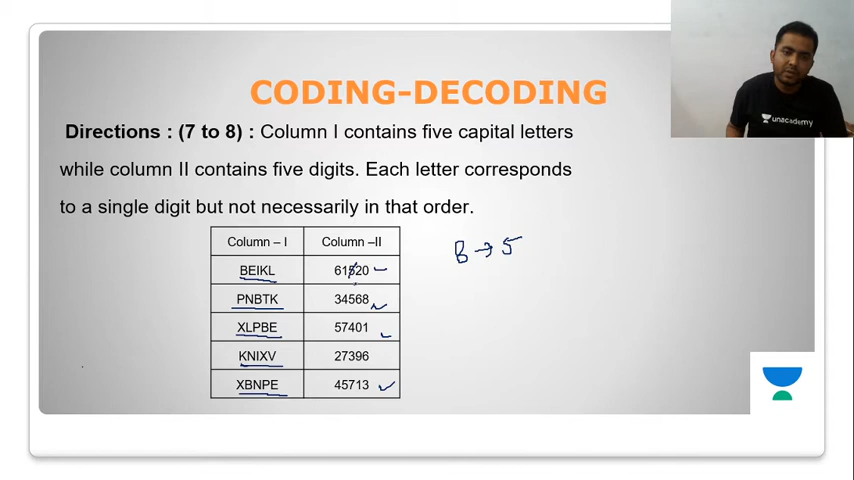 CODING-DECODING
Directions : (7 to 8) : Column I contains five capital letters
while column II contains five digits. Each letter corresponds
to a single digit but not necessarily in that order.
Column – I Column –II
BEIKL 61520
PNBTK 34568
XLPBE 57401
KNIXV 27396
XBNPE 45713
B → 5
unacademy